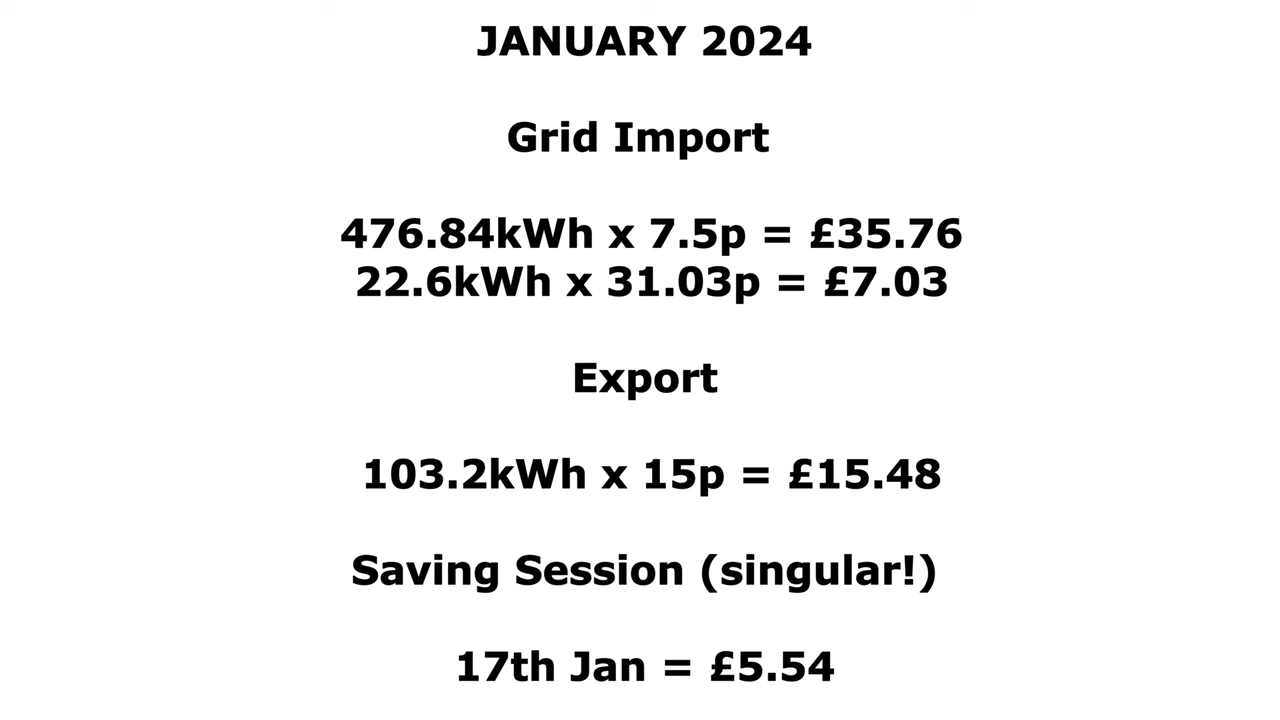 JANUARY 2024
Grid Import
476.84kWh x 7.5p = £35.76
22.6kWh x 31.03p = £7.03
Export
103.2kWh x 15p = £15.48
Saving Session (singular!)
17th Jan = £5.54